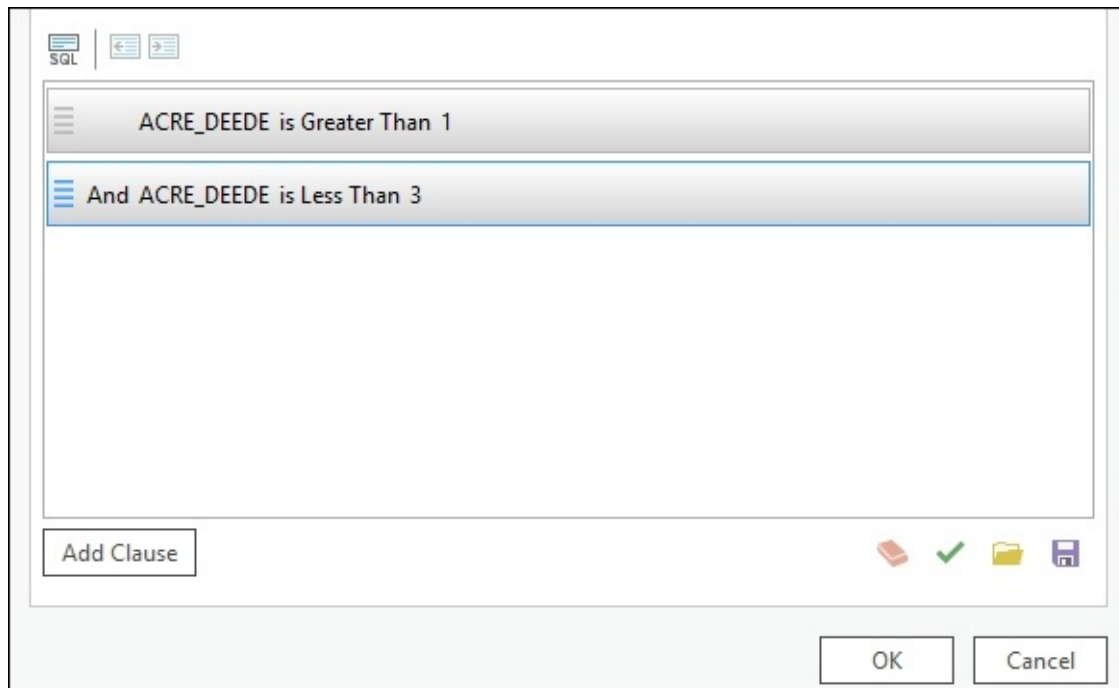 SQL
ACRE_DEEDE is Greater Than 1
And ACRE_DEEDE is Less Than 3
Add Clause
OK Cancel